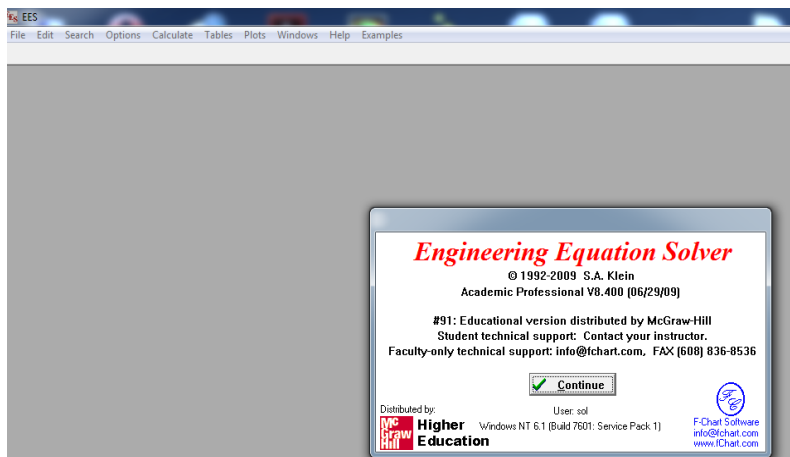 EES
File Edit Search Options Calculate Tables Plots Windows Help Examples
Engineering Equation Solver
© 1992-2009 S.A. Klein
Academic Professional V8.400 (06/29/09)
#91: Educational version distributed by McGraw-Hill
Student technical support: Contact your instructor.
Faculty-only technical support: info@fchart.com, FAX (608) 836-8536
Continue
Distributed by:
User: sol
Mc
Graw
Hill
Higher
Education
Windows NT 6.1 (Build 7601: Service Pack 1)
F-Chart Software
info@fchart.com
www.fChart.com